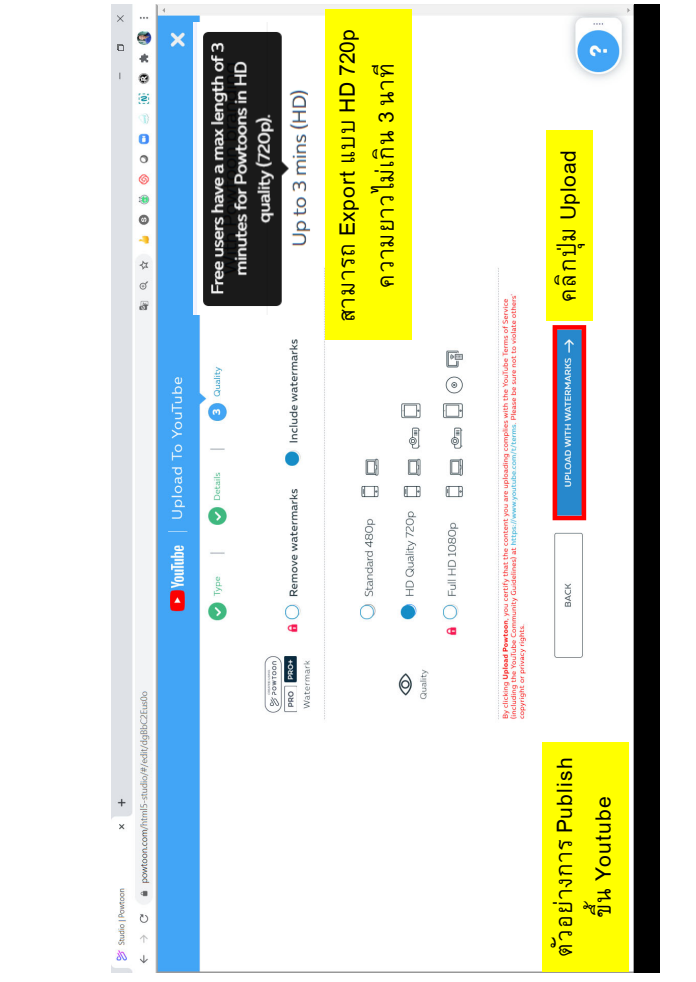 Studio | Powtoon
powtoon.com/html5-studio/#/edit/dgBbC2Eus0o
YouTube | Upload To YouTube
Type
Details
3 Quality
Free users have a max length of 3
minutes for Powtoons in HD
quality (720p).
POWTOON
PRO PRO+
Watermark
Remove watermarks
Include watermarks
Up to 3 mins (HD)
Quality
Standard 480p
HD Quality 720p
Full HD 1080p
สามารถ Export แบบ HD 720p
ความยาวไม่เกิน 3 นาที
By clicking Upload Powtoon, you certify that the content you are uploading complies with the YouTube Terms of Service
(including the YouTube Community Guidelines) at https://www.youtube.com/t/terms. Please be sure not to violate others'
copyright or privacy rights.
BACK
UPLOAD WITH WATERMARKS →
คลิกปุ่ม Upload
?
ตัวอย่างการ Publish
ขึ้น Youtube